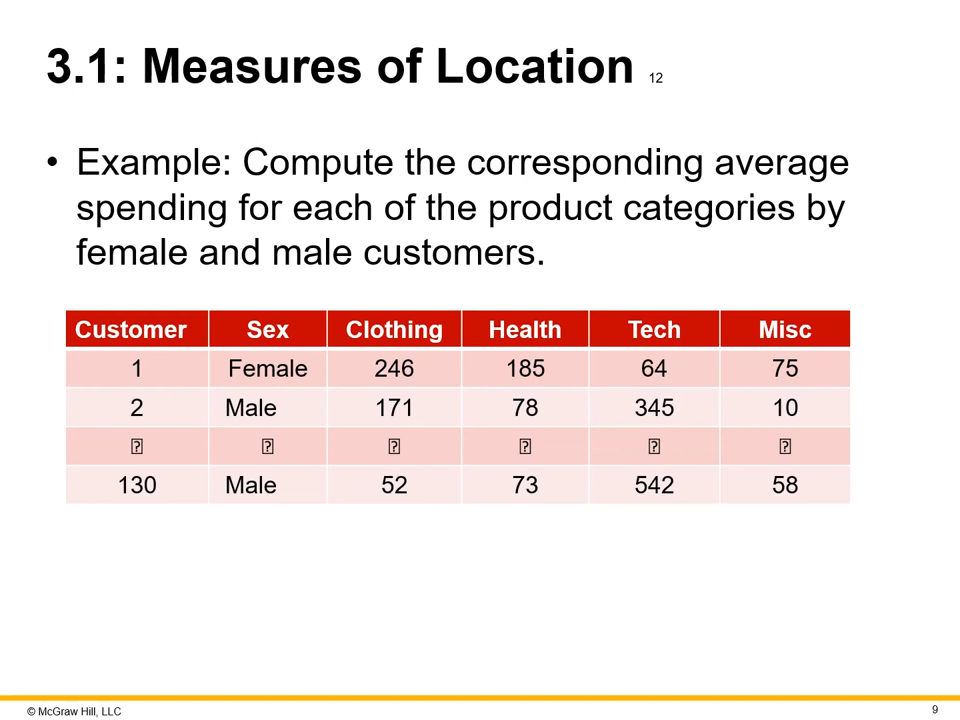 3.1: Measures of Location 12
• Example: Compute the corresponding average
spending for each of the product categories by
female and male customers.
Customer Sex Clothing Health Tech Misc
1 Female 246 185 64 75
2 Male 171 78 345 10
⍰ ⍰ ⍰ ⍰ ⍰ ⍰
130 Male 52 73 542 58
© McGraw Hill, LLC 9